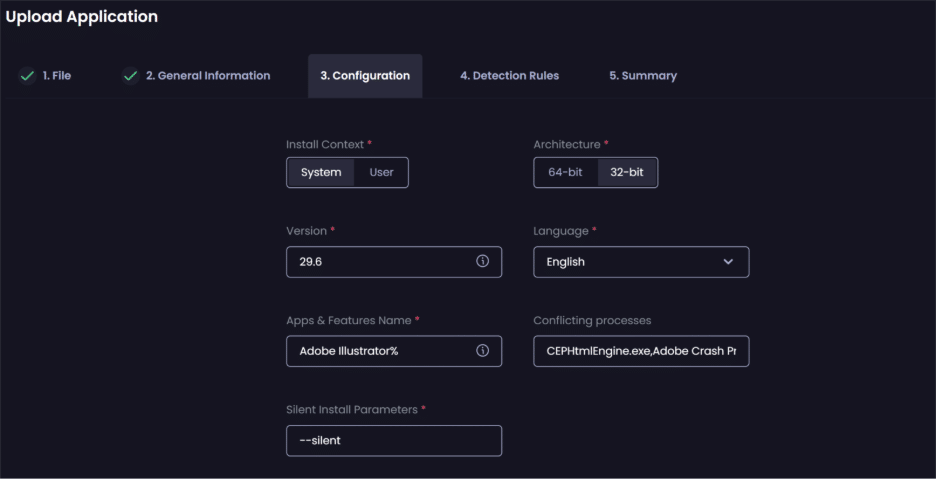 Upload Application
1. File
2. General Information
3. Configuration
4. Detection Rules
5. Summary
Install Context *
Architecture *
System
User
64-bit
32-bit
Version *
Language *
29.6
English
Apps & Features Name *
Conflicting processes
Adobe Illustrator%
CEPHtmlEngine.exe,Adobe Crash Pr
Silent Install Parameters *
--silent